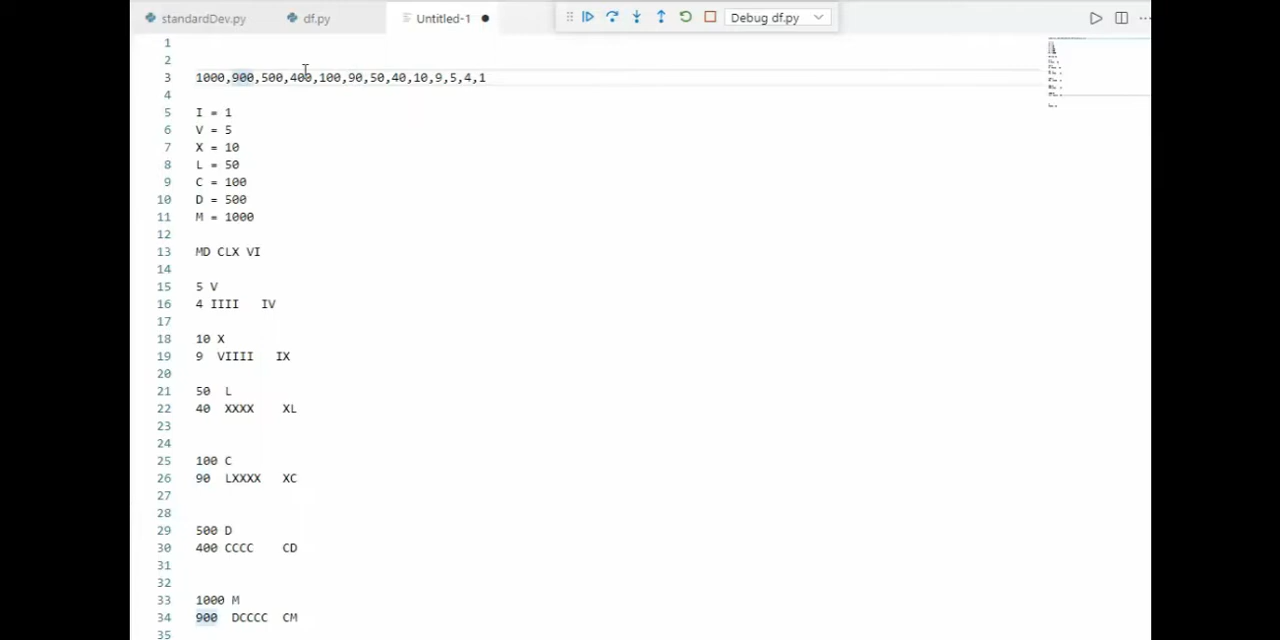 standardDev.py df.py Untitled-1 Debug df.py
1
2
3 1000,900,500,400,100,90,50,40,10,9,5,4,1
4
5 I = 1
6 V = 5
7 X = 10
8 L = 50
9 C = 100
10 D = 500
11 M = 1000
12
13 MD CLX VI
14
15 5 V
16 4 IIII IV
17
18 10 X
19 9 VIIII IX
20
21 50 L
22 40 XXXX XL
23
24
25 100 C
26 90 LXXXX XC
27
28
29 500 D
30 400 CCCC CD
31
32
33 1000 M
34 900 DCCCC CM
35